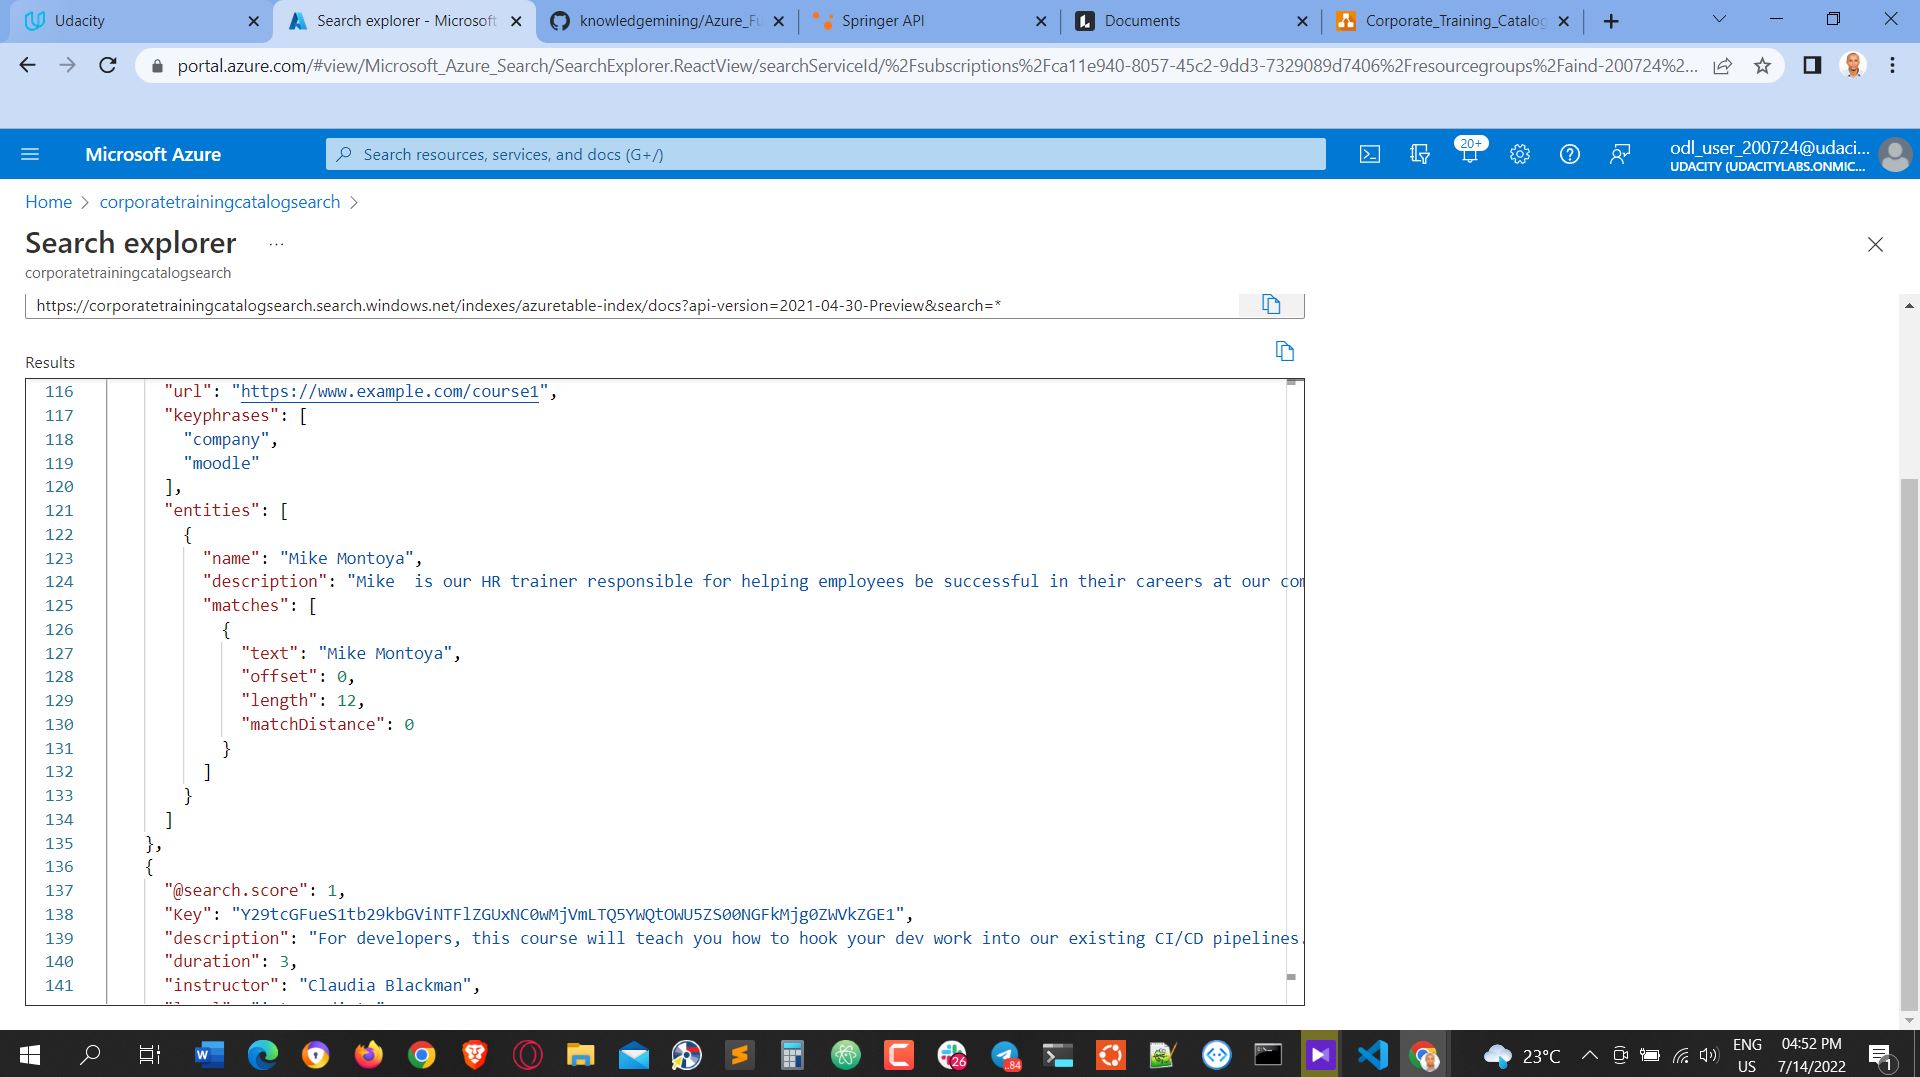 Udacity
Search explorer - Microsoft
knowledgemining/Azure_Fu
Springer API
Documents
Corporate_Training_Catalog
portal.azure.com/#view/Microsoft_Azure_Search/SearchExplorer.ReactView/searchServiceId/%2Fsubscriptions%2Fca11e940-8057-45c2-9dd3-7329089d7406%2Fresourcegroups%2Faind-200724%2...
Microsoft Azure
Search resources, services, and docs (G+/)
20+
odl_user_200724@udaci...
UDACITY (UDACITYLABS.ONMIC...
Home > corporatetrainingcatalogsearch >
Search explorer ...
corporatetrainingcatalogsearch
https://corporatetrainingcatalogsearch.search.windows.net/indexes/azuretable-index/docs?api-version=2021-04-30-Preview&search=*
Results
116 "url": "https://www.example.com/course1",
117 "keyphrases": [
118 "company",
119 "moodle"
120 ],
121 "entities": [
122 {
123 "name": "Mike Montoya",
124 "description": "Mike  is our HR trainer responsible for helping employees be successful in their careers at our com
125 "matches": [
126 {
127 "text": "Mike Montoya",
128 "offset": 0,
129 "length": 12,
130 "matchDistance": 0
131 }
132 ]
133 }
134 ]
135 },
136 {
137 "@search.score": 1,
138 "Key": "Y29tcGFueS1tb29kbGViNTFlZGUxNC0wMjVmLTQ5YWQtOWU5ZS00NGFkMjg0ZWVkZGE1",
139 "description": "For developers, this course will teach you how to hook your dev work into our existing CI/CD pipelines.
140 "duration": 3,
141 "instructor": "Claudia Blackman",
26
84
23°C
ENG
US
04:52 PM
7/14/2022
1